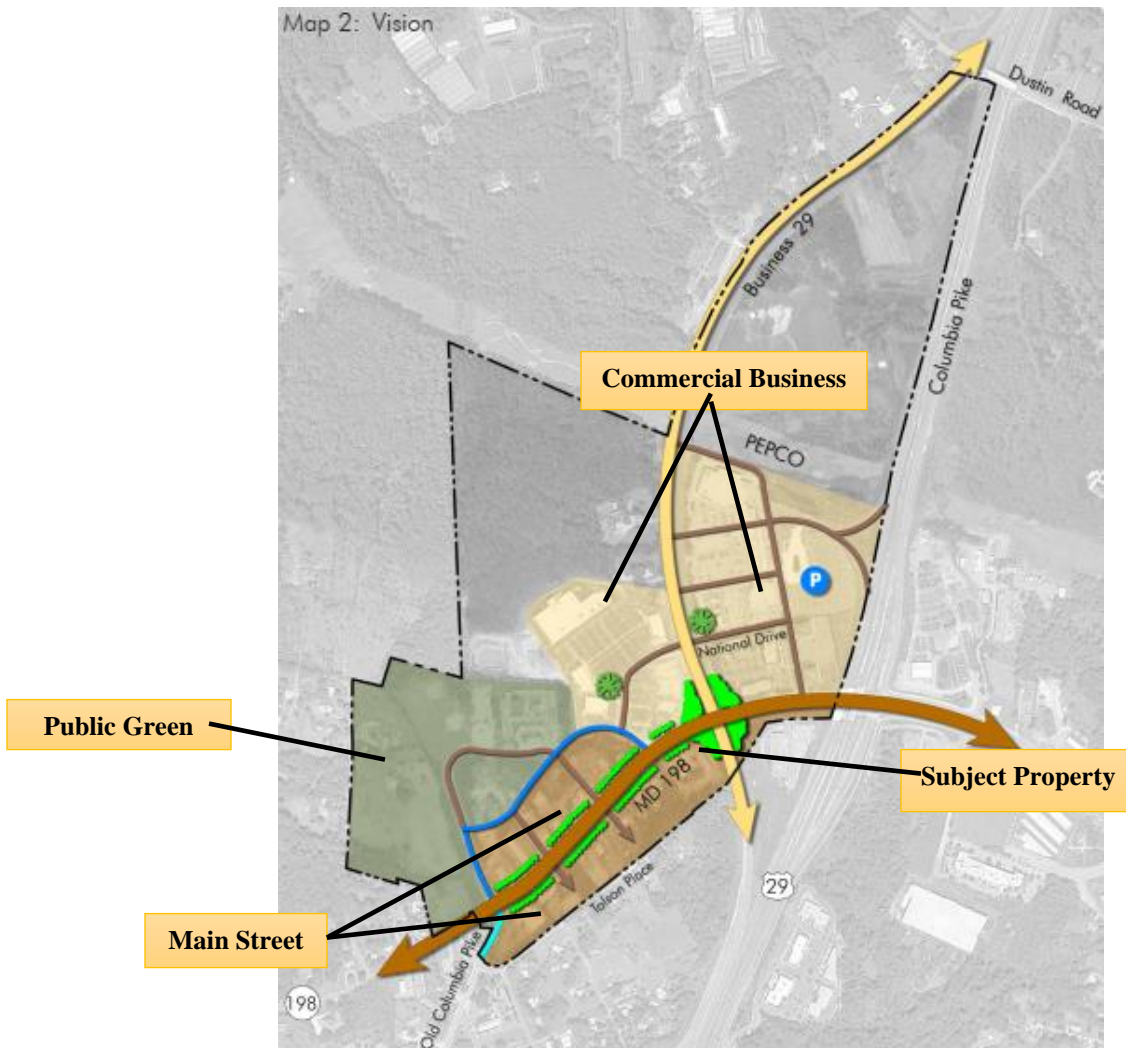 Map 2: Vision
Dustin Road
Business 29
Columbia Pike
Commercial Business
PEPCO
P
National Drive
Public Green
Subject Property
MD 198
Tolson Place
29
Main Street
Old Columbia Pike
198